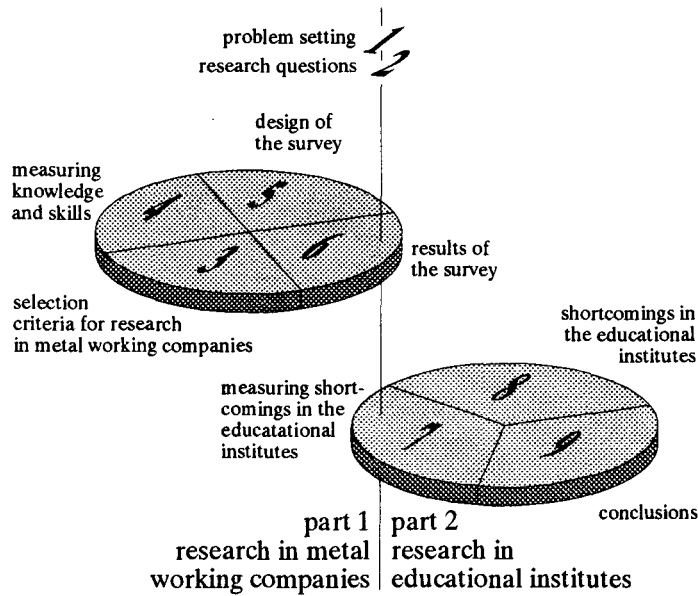 problem setting 1
research questions 2
design of
the survey
measuring
knowledge
and skills
4
5
3
6
results of
the survey
selection
criteria for research
in metal working companies
shortcomings in
the educational
institutes
measuring short-
comings in the
educatational
institutes
8
7
9
conclusions
part 1
research in metal
working companies
part 2
research in
educational institutes